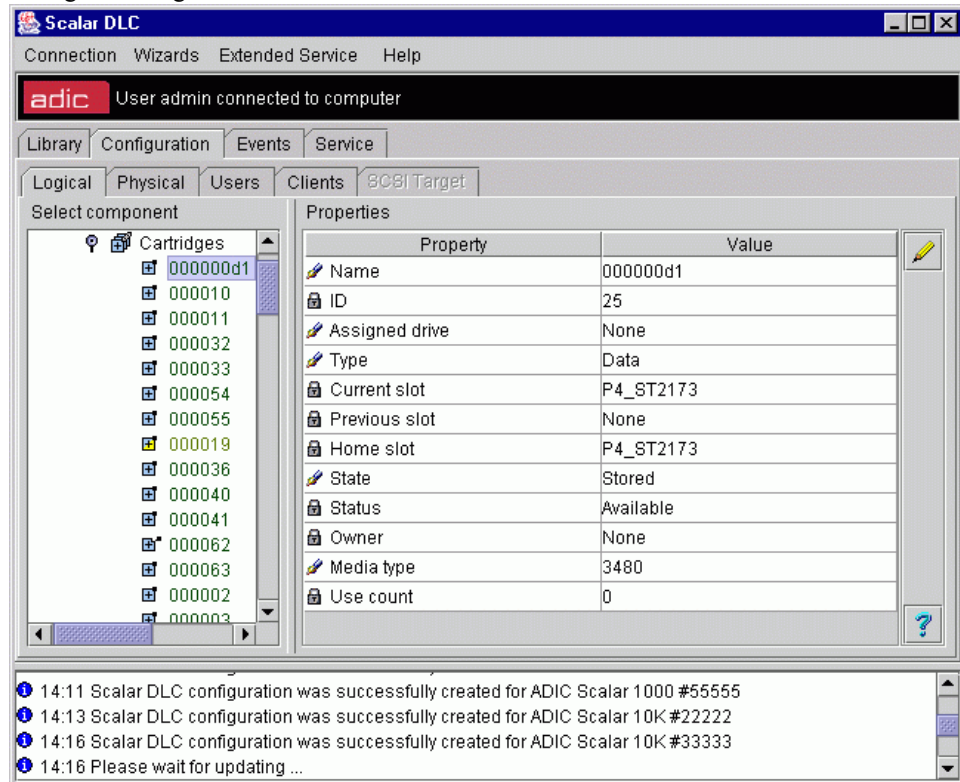 Scalar DLC
Connection Wizards Extended Service Help
adic User admin connected to computer
Library Configuration Events Service
Logical Physical Users Clients SCSI Target
Select component
Cartridges
000000d1
000010
000011
000032
000033
000054
000055
000019
000036
000040
000041
000062
000063
000002
000003
Properties
Property Value
Name 000000d1
ID 25
Assigned drive None
Type Data
Current slot P4_ST2173
Previous slot None
Home slot P4_ST2173
State Stored
Status Available
Owner None
Media type 3480
Use count 0
14:11 Scalar DLC configuration was successfully created for ADIC Scalar 1000 #55555
14:13 Scalar DLC configuration was successfully created for ADIC Scalar 10K #22222
14:16 Scalar DLC configuration was successfully created for ADIC Scalar 10K #33333
14:16 Please wait for updating ...